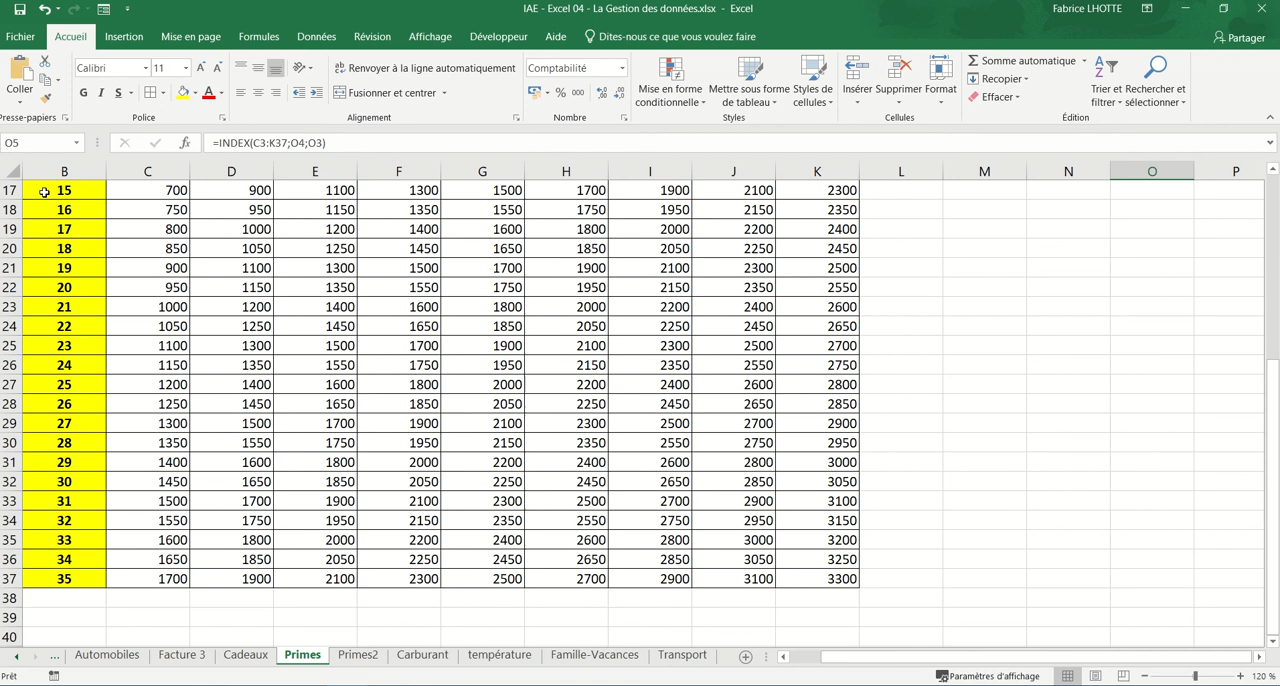 IAE - Excel 04 - La Gestion des données.xlsx - Excel
Fabrice LHOTTE
Fichier Accueil Insertion Mise en page Formules Données Révision Affichage Développeur Aide Dites-nous ce que vous voulez faire Partager
Coller
Calibri 11
G I S
Renvoyer à la ligne automatiquement
Fusionner et centrer
Comptabilité
% 000
Mise en forme conditionnelle
Mettre sous forme de tableau
Styles de cellules
Insérer Supprimer Format
Somme automatique
Recopier
Effacer
Trier et filtrer
Rechercher et sélectionner
Presse-papiers Police Alignement Nombre Styles Cellules Édition
O5 fx =INDEX(C3:K37;O4;O3)
B C D E F G H I J K L M N O P
17 15 700 900 1100 1300 1500 1700 1900 2100 2300
18 16 750 950 1150 1350 1550 1750 1950 2150 2350
19 17 800 1000 1200 1400 1600 1800 2000 2200 2400
20 18 850 1050 1250 1450 1650 1850 2050 2250 2450
21 19 900 1100 1300 1500 1700 1900 2100 2300 2500
22 20 950 1150 1350 1550 1750 1950 2150 2350 2550
23 21 1000 1200 1400 1600 1800 2000 2200 2400 2600
24 22 1050 1250 1450 1650 1850 2050 2250 2450 2650
25 23 1100 1300 1500 1700 1900 2100 2300 2500 2700
26 24 1150 1350 1550 1750 1950 2150 2350 2550 2750
27 25 1200 1400 1600 1800 2000 2200 2400 2600 2800
28 26 1250 1450 1650 1850 2050 2250 2450 2650 2850
29 27 1300 1500 1700 1900 2100 2300 2500 2700 2900
30 28 1350 1550 1750 1950 2150 2350 2550 2750 2950
31 29 1400 1600 1800 2000 2200 2400 2600 2800 3000
32 30 1450 1650 1850 2050 2250 2450 2650 2850 3050
33 31 1500 1700 1900 2100 2300 2500 2700 2900 3100
34 32 1550 1750 1950 2150 2350 2550 2750 2950 3150
35 33 1600 1800 2000 2200 2400 2600 2800 3000 3200
36 34 1650 1850 2050 2250 2450 2650 2850 3050 3250
37 35 1700 1900 2100 2300 2500 2700 2900 3100 3300
38
39
40
... Automobiles Facture 3 Cadeaux Primes Primes2 Carburant température Famille-Vacances Transport
Prêt Paramètres d'affichage 120 %